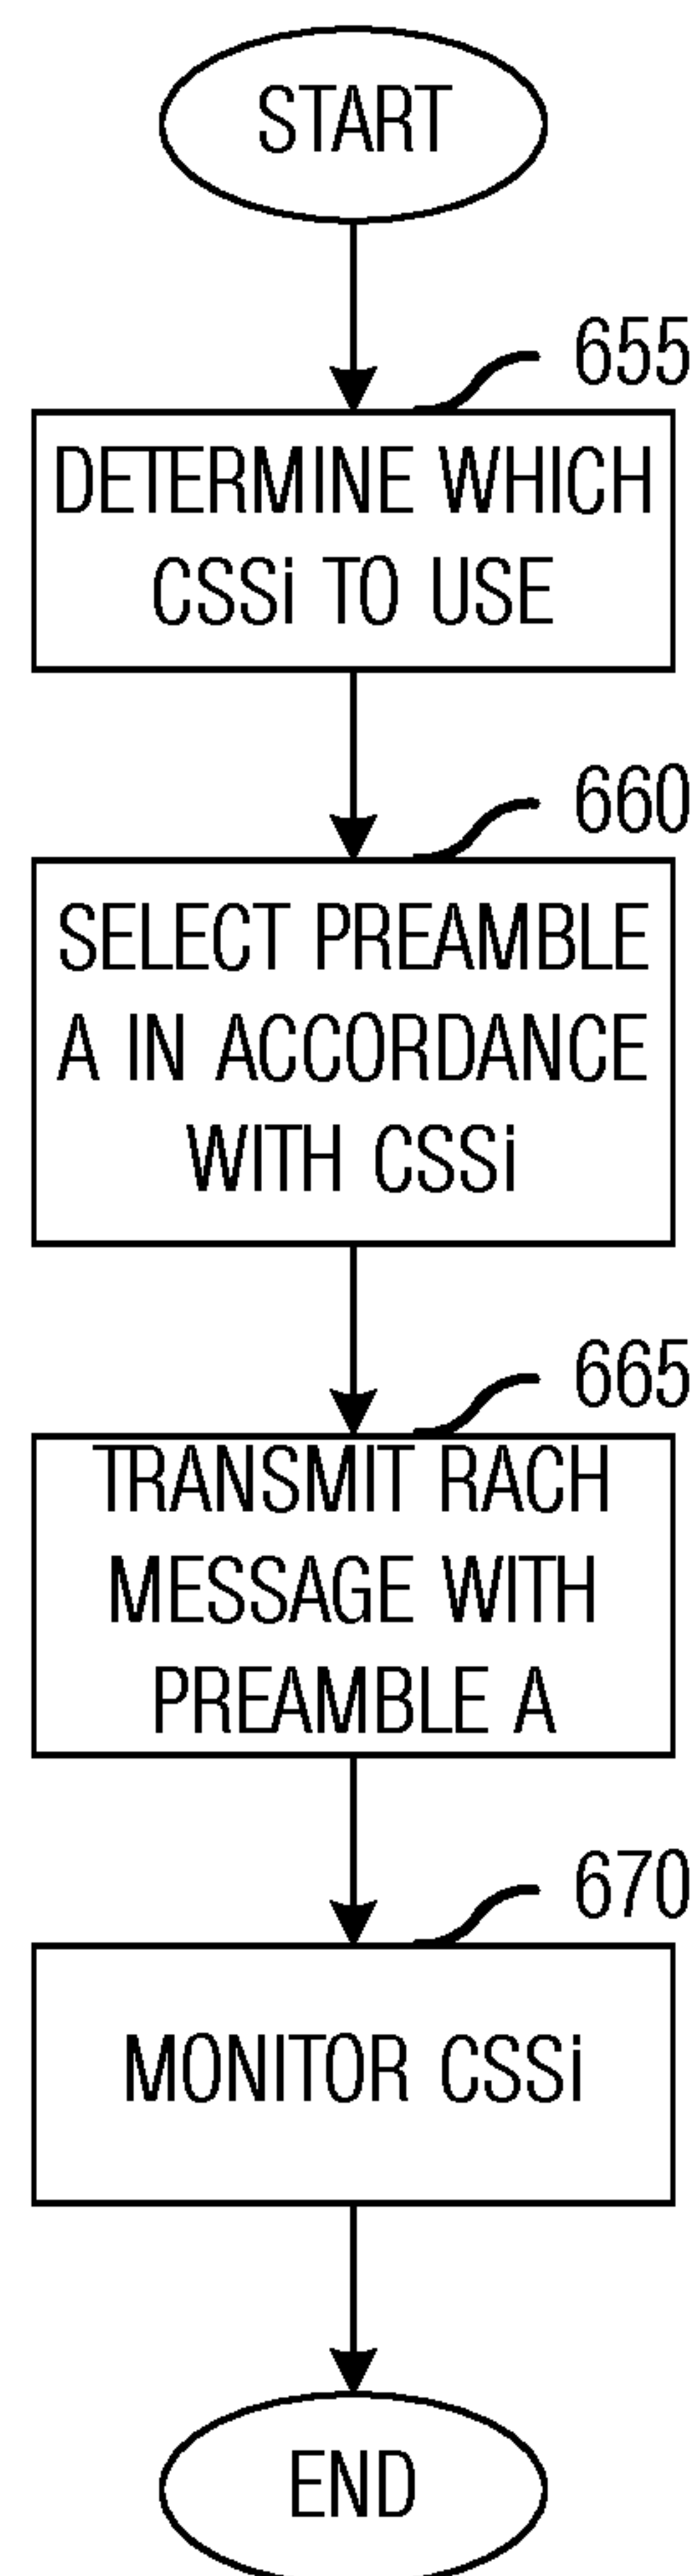 START
655
DETERMINE WHICH
CSSi TO USE
660
SELECT PREAMBLE
A IN ACCORDANCE
WITH CSSi
665
TRANSMIT RACH
MESSAGE WITH
PREAMBLE A
670
MONITOR CSSi
END